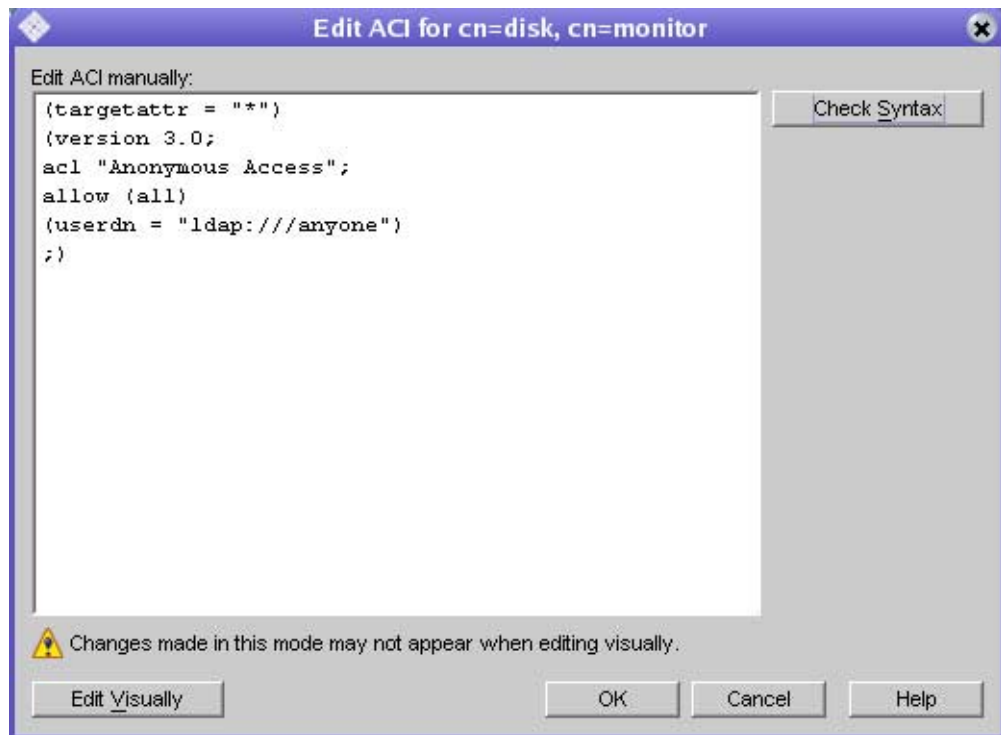 Edit ACI for cn=disk, cn=monitor
Edit ACI manually:
(targetattr = "*")
(version 3.0;
acl "Anonymous Access";
allow (all)
(userdn = "ldap:///anyone")
;)
Check Syntax
Changes made in this mode may not appear when editing visually.
Edit Visually
OK
Cancel
Help